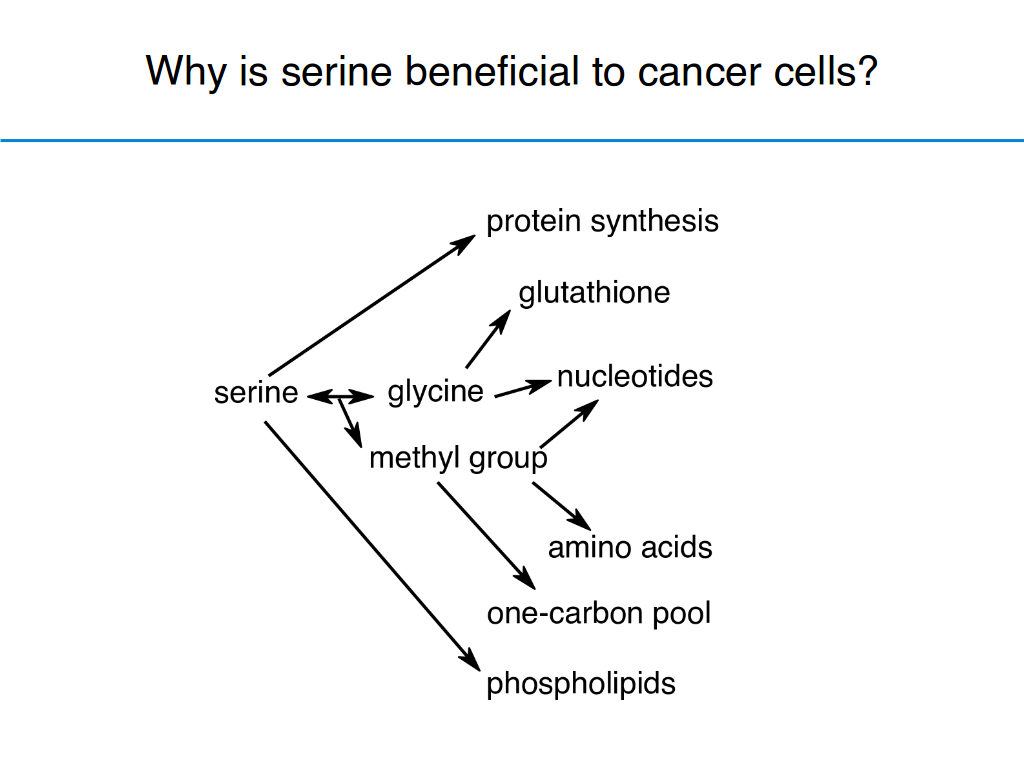 Why is serine beneficial to cancer cells?
protein synthesis
glutathione
nucleotides
serine
glycine
methyl group
amino acids
one-carbon pool
phospholipids